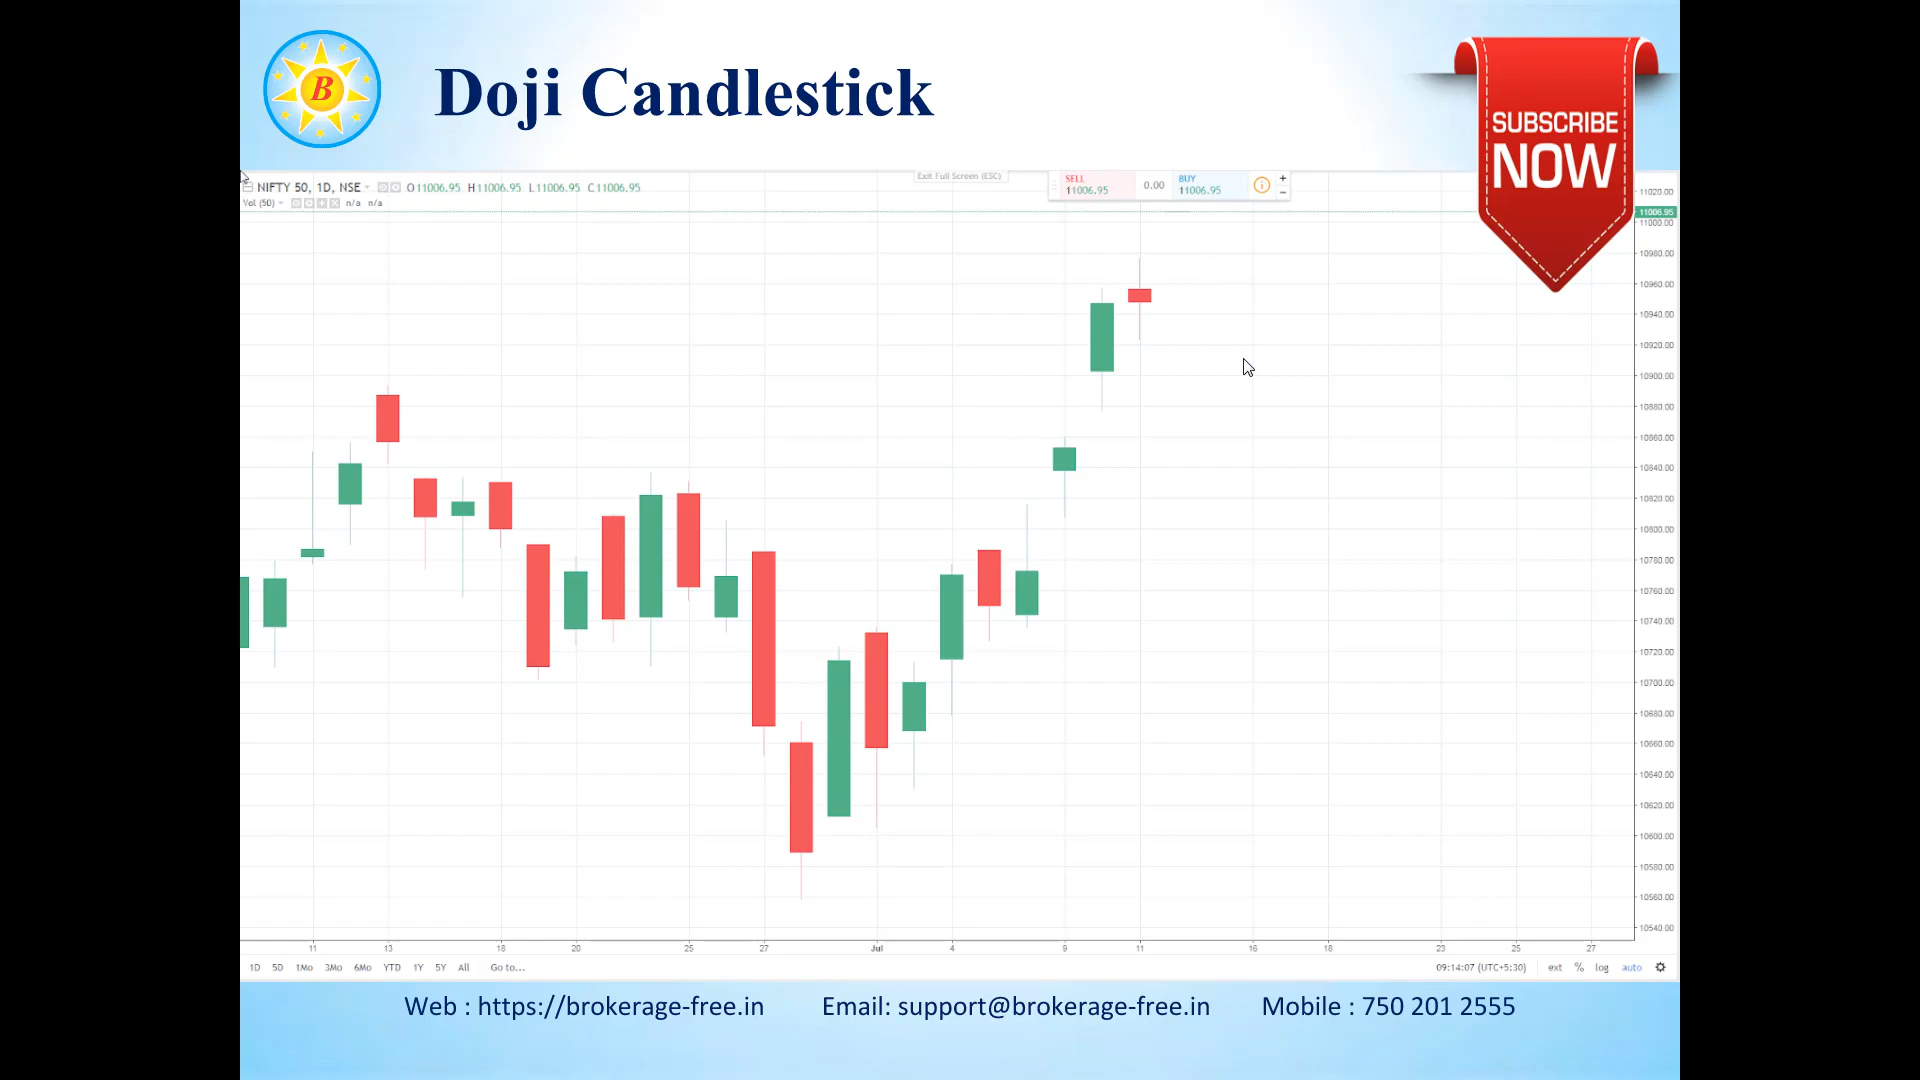 B
Doji Candlestick
SUBSCRIBE
NOW
NIFTY 50, 1D, NSE O11006.95 H11006.95 L11006.95 C11006.95
Vol (50) n/a n/a
Exit Full Screen (ESC)
SELL
11006.95
0.00
BUY
11006.95
+
−
11020.00
11006.95
11000.00
10980.00
10960.00
10940.00
10920.00
10900.00
10880.00
10860.00
10840.00
10820.00
10800.00
10780.00
10760.00
10740.00
10720.00
10700.00
10680.00
10660.00
10640.00
10620.00
10600.00
10580.00
10560.00
10540.00
11 13 18 20 25 27 Jul 4 9 11 16 18 23 25 27
1D 5D 1Mo 3Mo 6Mo YTD 1Y 5Y All Go to... 09:14:07 (UTC+5:30) ext % log auto
Web : https://brokerage-free.in Email: support@brokerage-free.in Mobile : 750 201 2555